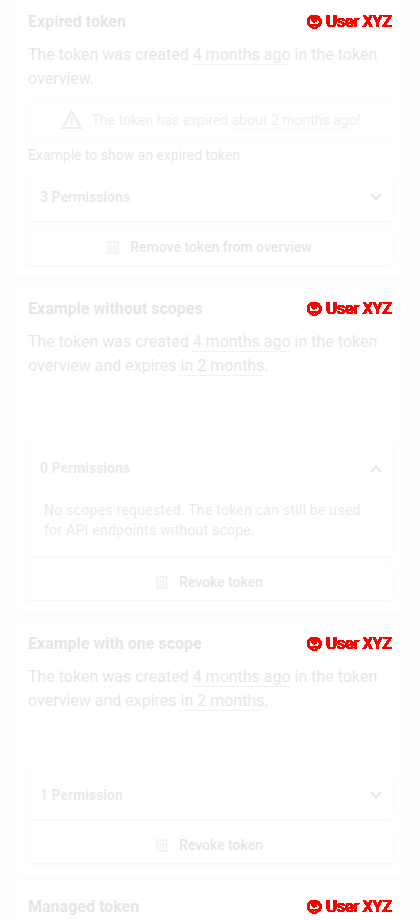 Expired token
User XYZ
The token was created 4 months ago in the token
overview.
The token has expired about 2 months ago!
Example to show an expired token
3 Permissions
Remove token from overview
Example without scopes
User XYZ
The token was created 4 months ago in the token
overview and expires in 2 months.
0 Permissions
No scopes requested. The token can still be used
for API endpoints without scope.
Revoke token
Example with one scope
User XYZ
The token was created 4 months ago in the token
overview and expires in 2 months.
1 Permission
Revoke token
Managed token
User XYZ